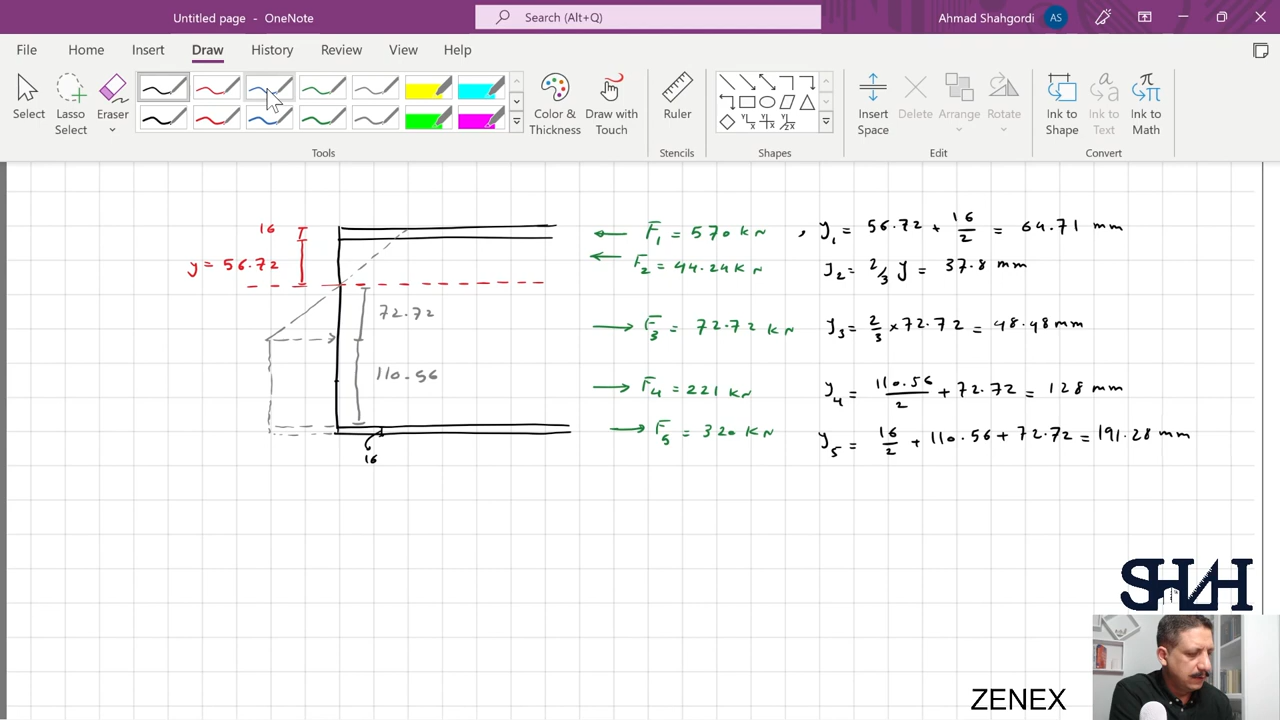 Untitled page - OneNote
Search (Alt+Q)
Ahmad Shahgordi
AS
File Home Insert Draw History Review View Help
Select
Lasso Select
Eraser
Color & Thickness
Draw with Touch
Ruler
Insert Space
Delete
Arrange
Rotate
Ink to Shape
Ink to Text
Ink to Math
Tools
Stencils
Shapes
Edit
Convert
16
y = 56.72
72.72
110.56
16
← F₁ = 570 kN , y₁ = 56.72 + 16/2 = 64.71 mm
← F₂ = 44.24 kN y₂ = 2/3 y = 37.8 mm
→ F₃ = 72.72 kN y₃ = 2/3 × 72.72 = 48.48 mm
→ F₄ = 221 kN y₄ = 110.56/2 + 72.72 = 128 mm
→ F₅ = 320 kN y₅ = 16/2 + 110.56 + 72.72 = 191.28 mm
ZENEX